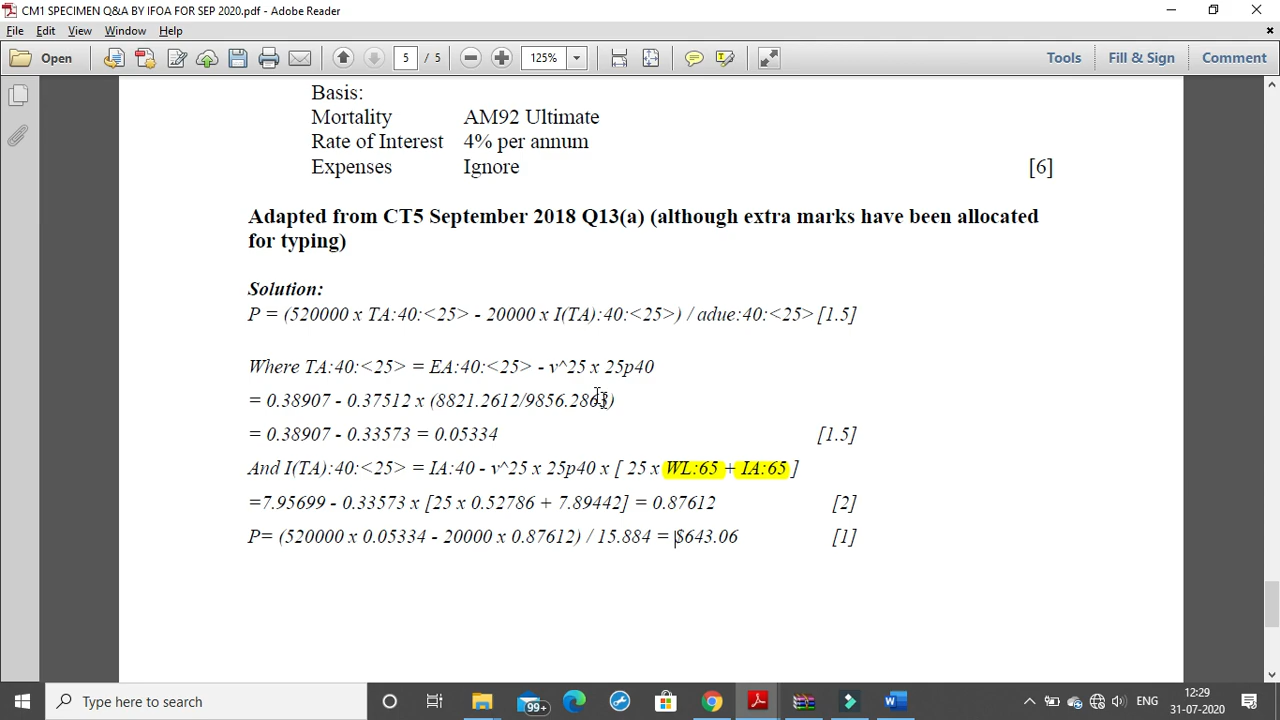 CM1 SPECIMEN Q&A BY IFOA FOR SEP 2020.pdf - Adobe Reader
File Edit View Window Help
Open 5 / 5 125% Tools Fill & Sign Comment
Basis:
Mortality AM92 Ultimate
Rate of Interest 4% per annum
Expenses Ignore [6]
Adapted from CT5 September 2018 Q13(a) (although extra marks have been allocated
for typing)
Solution:
P = (520000 x TA:40:<25> - 20000 x I(TA):40:<25>) / adue:40:<25> [1.5]
Where TA:40:<25> = EA:40:<25> - v^25 x 25p40
= 0.38907 - 0.37512 x (8821.2612/9856.2863)
= 0.38907 - 0.33573 = 0.05334 [1.5]
And I(TA):40:<25> = IA:40 - v^25 x 25p40 x [ 25 x WL:65 + IA:65 ]
=7.95699 - 0.33573 x [25 x 0.52786 + 7.89442] = 0.87612 [2]
P= (520000 x 0.05334 - 20000 x 0.87612) / 15.884 = $643.06 [1]
Type here to search 99+ ENG 12:29
31-07-2020